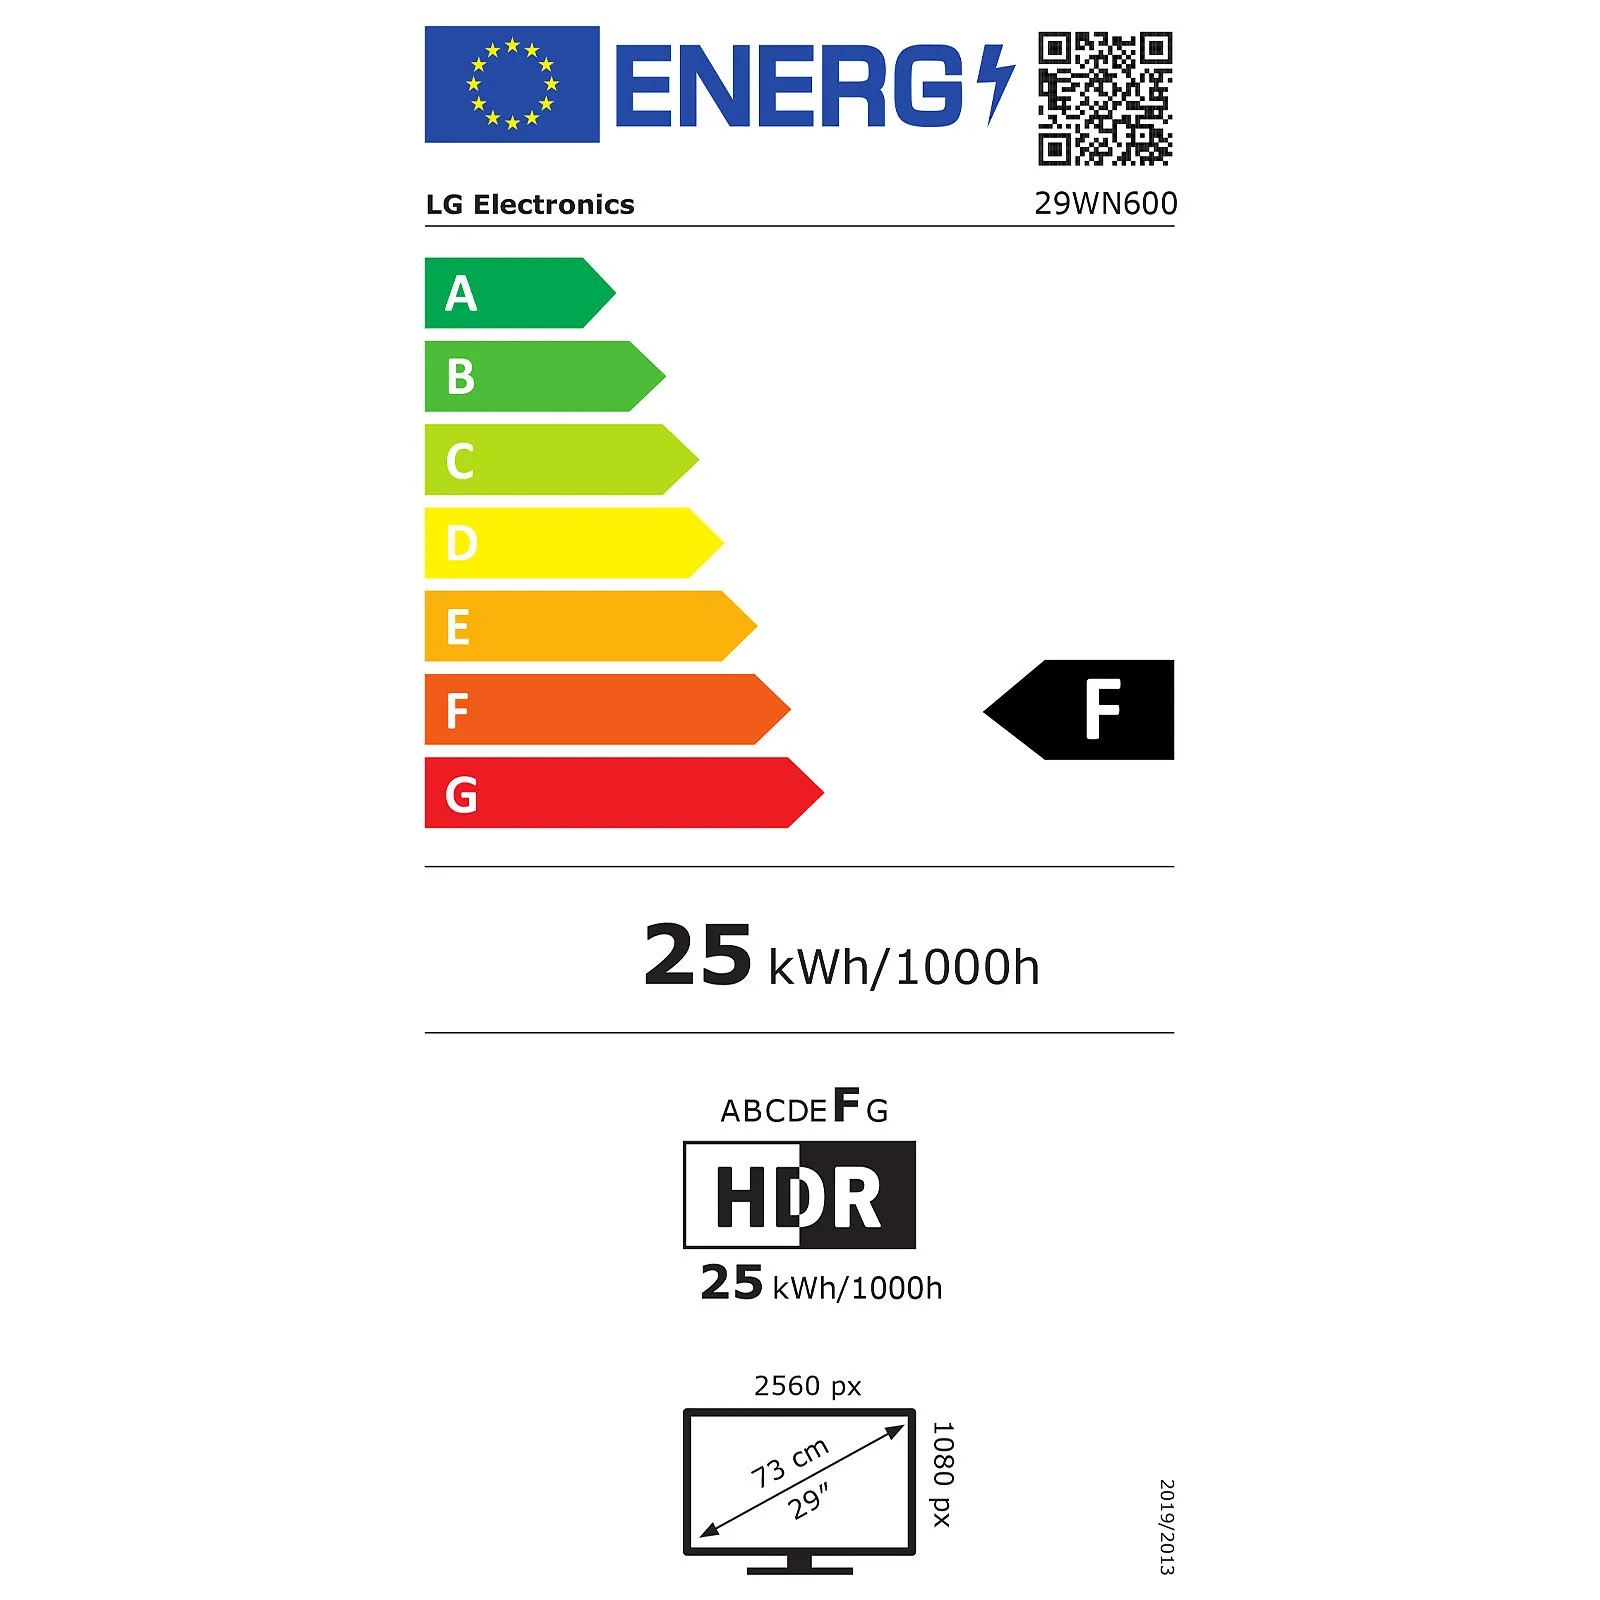 ENERG
LG Electronics
29WN600
A
B
C
D
E
F
F
G
25 kWh/1000h
ABCDEFG
HDR
25 kWh/1000h
2560 px
1080 px
73 cm
29"
2019/2013